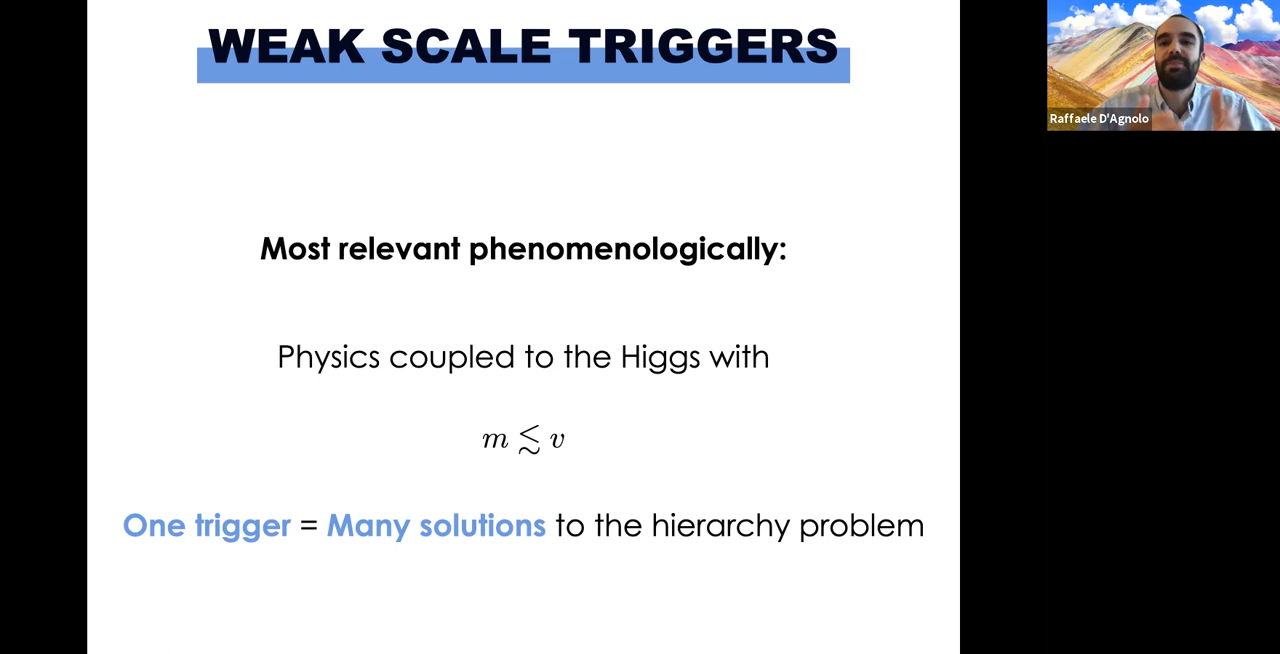 WEAK SCALE TRIGGERS
Raffaele D'Agnolo
Most relevant phenomenologically:
Physics coupled to the Higgs with
m ≲ v
One trigger = Many solutions to the hierarchy problem